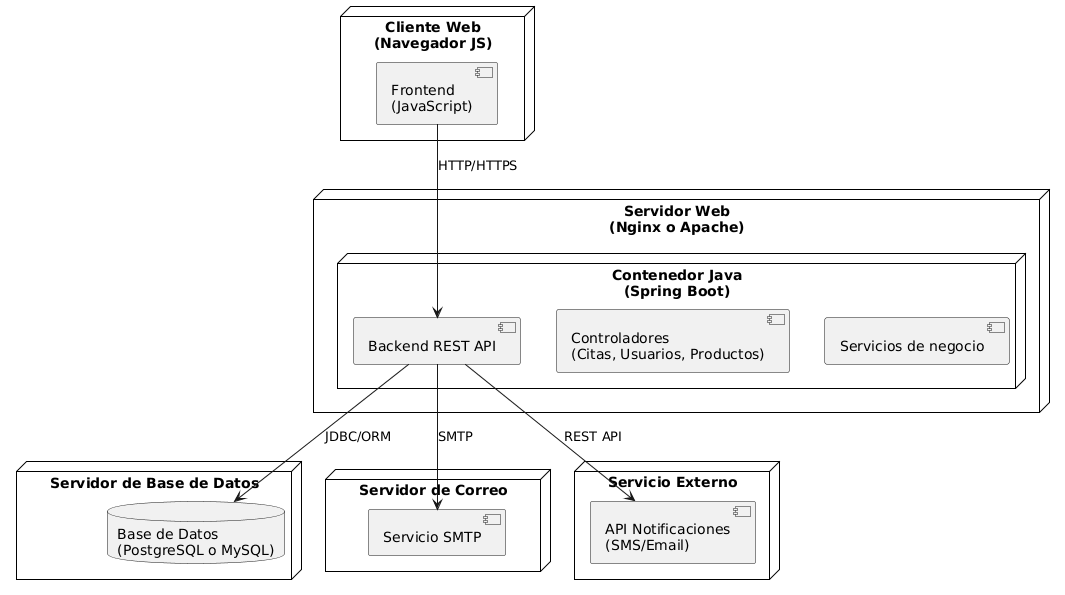 Cliente Web
(Navegador JS)
Frontend
(JavaScript)
HTTP/HTTPS
Servidor Web
(Nginx o Apache)
Contenedor Java
(Spring Boot)
Backend REST API
Controladores
(Citas, Usuarios, Productos)
Servicios de negocio
JDBC/ORM
SMTP
REST API
Servidor de Base de Datos
Base de Datos
(PostgreSQL o MySQL)
Servidor de Correo
Servicio SMTP
Servicio Externo
API Notificaciones
(SMS/Email)